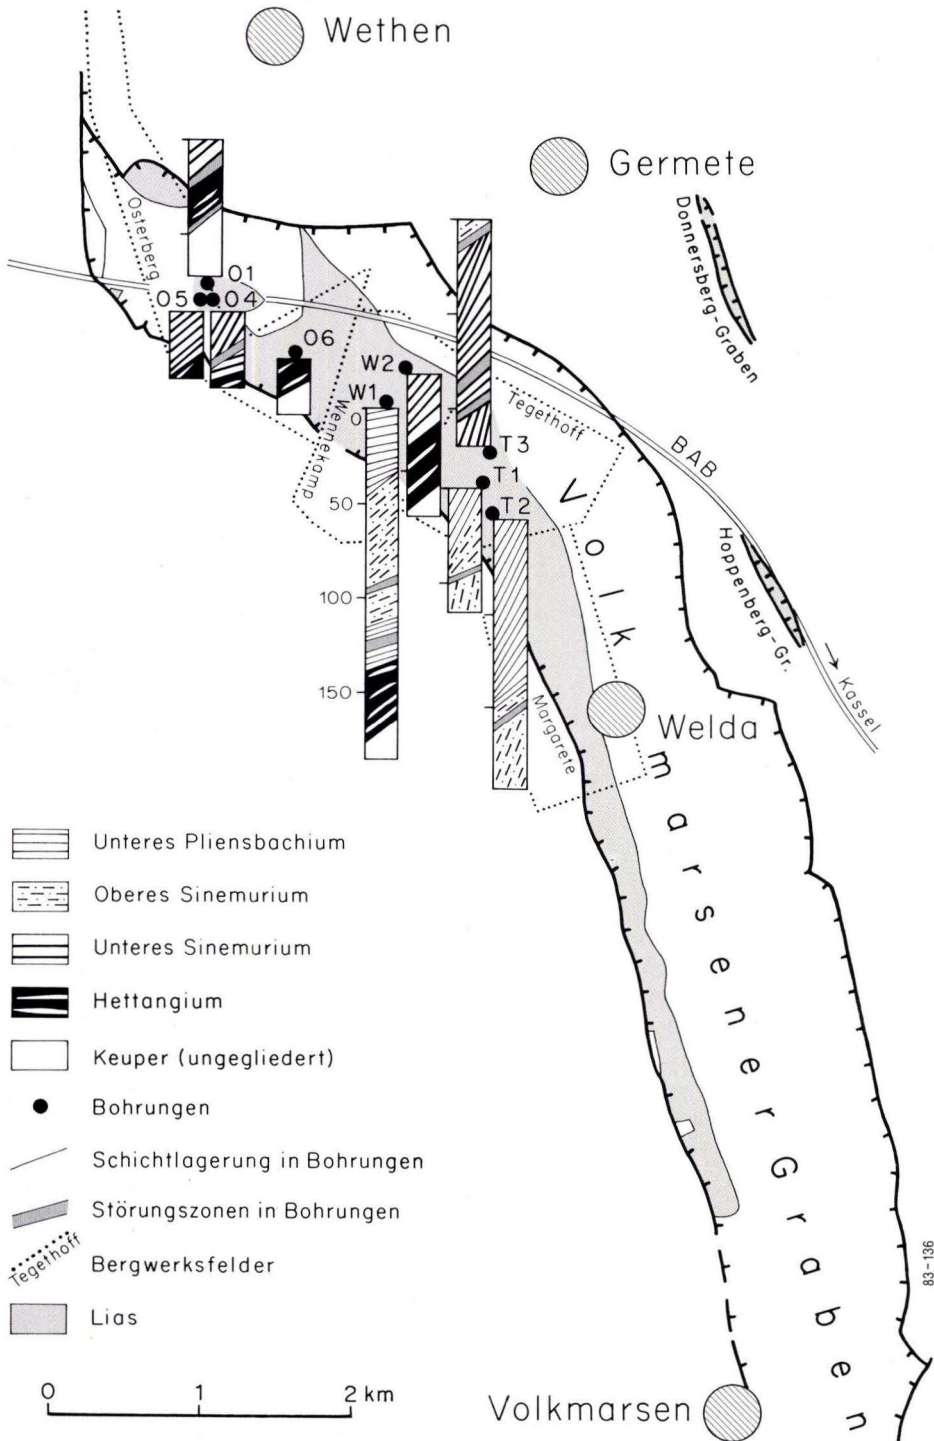 Wethen
Germete
Donnersberg-Graben
Osterberg
O1
O5
O4
O6
W2
W1
Wennekamp
Tegethoff
BAB
T3
T1
T2
0
50
100
150
Hoppenberg-Gr.
Kassel
Margarete
Welda
Volkmarsener Graben
Unteres Pliensbachium
Oberes Sinemurium
Unteres Sinemurium
Hettangium
Keuper (ungegliedert)
Bohrungen
Schichtlagerung in Bohrungen
Störungszonen in Bohrungen
Tegethoff
Bergwerksfelder
Lias
0 1 2 km
Volkmarsen
83-136